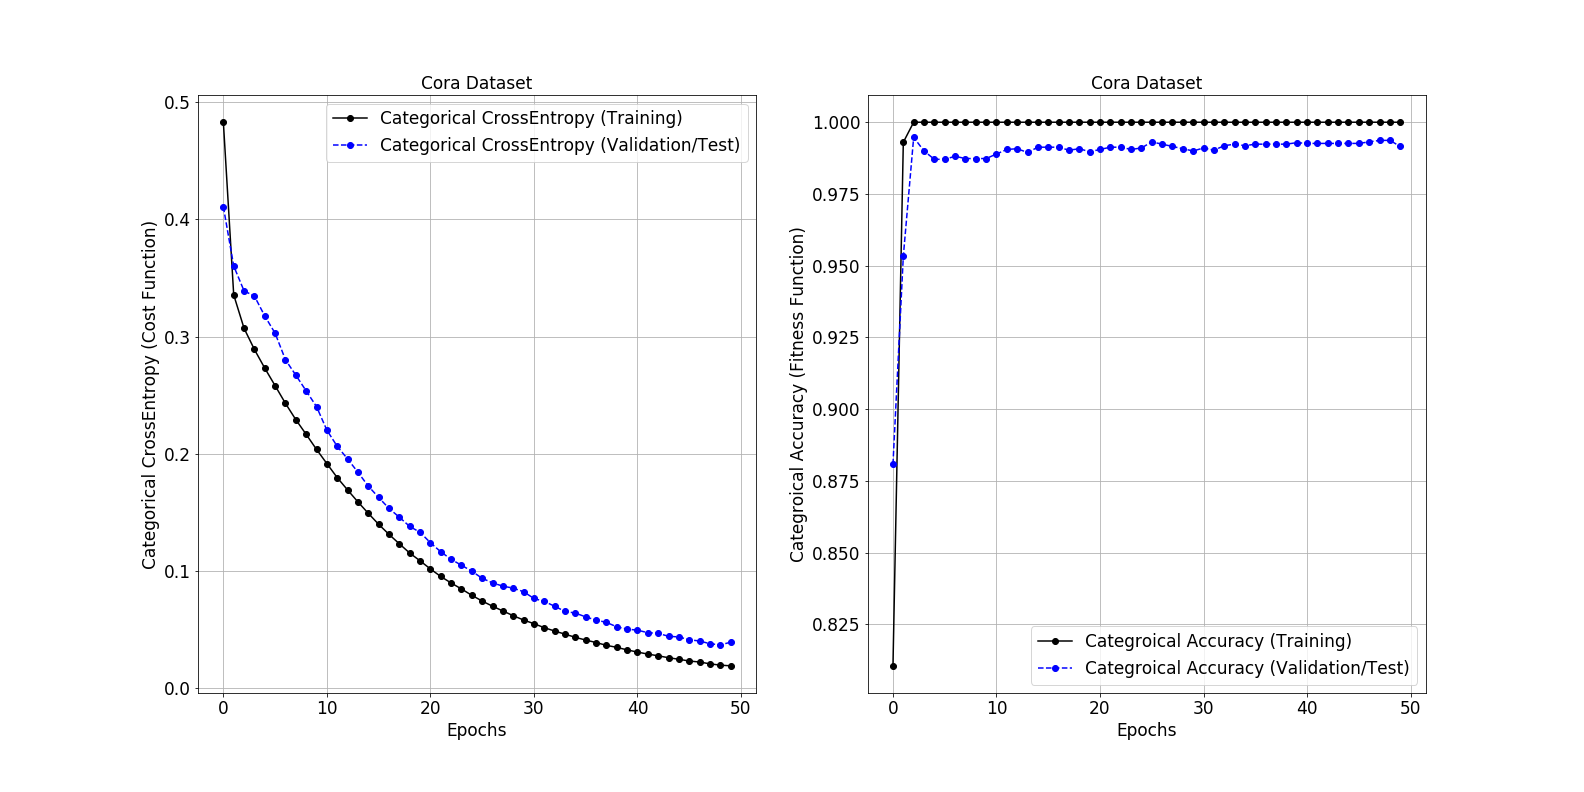 Cora Dataset
Categorical CrossEntropy (Training)
Categorical CrossEntropy (Validation/Test)
Categorical CrossEntropy (Cost Function)
0.5
0.4
0.3
0.2
0.1
0.0
0 10 20 30 40 50
Epochs
Cora Dataset
Categroical Accuracy (Fitness Function)
1.000
0.975
0.950
0.925
0.900
0.875
0.850
0.825
Categroical Accuracy (Training)
Categroical Accuracy (Validation/Test)
0 10 20 30 40 50
Epochs